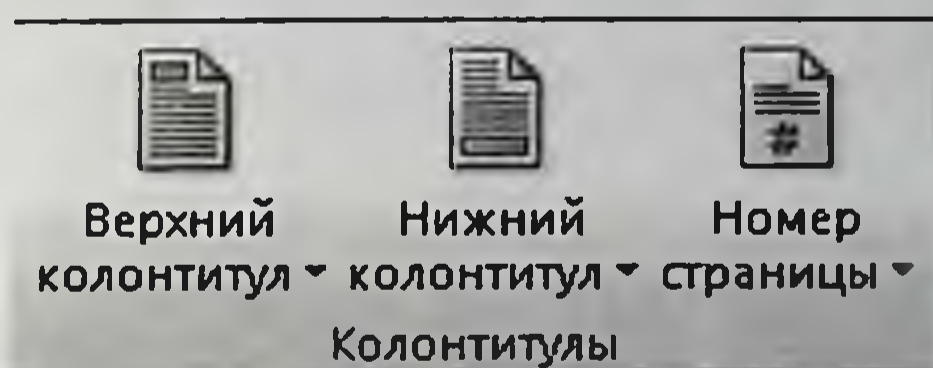 Верхний Нижний Номер
колонтитул колонтитул страницы
#
Колонтитулы